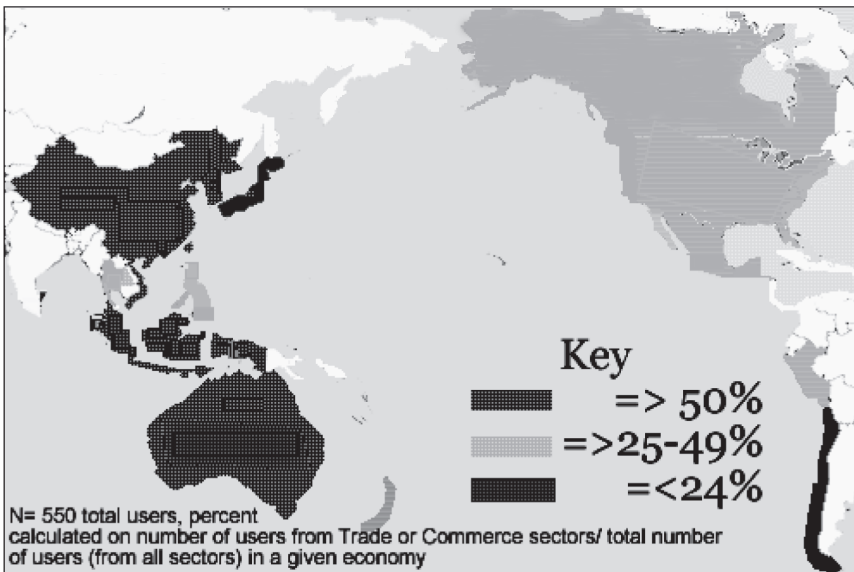 Key
=> 50%
=>25-49%
=<24%
N= 550 total users, percent
calculated on number of users from Trade or Commerce sectors/ total number
of users (from all sectors) in a given economy